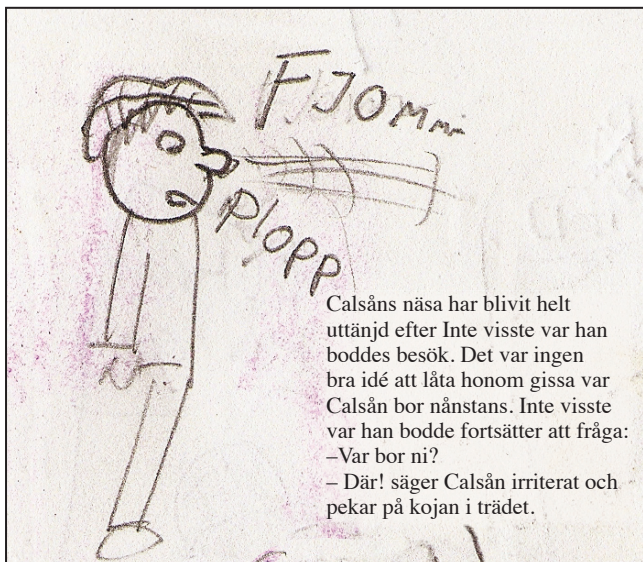 FJOMmm
Plopp
Calsåns näsa har blivit helt
uttänjd efter Inte visste var han
boddes besök. Det var ingen
bra idé att låta honom gissa var
Calsån bor nånstans. Inte visste
var han bodde fortsätter att fråga:
–Var bor ni?
– Där! säger Calsån irriterat och
pekar på kojan i trädet.